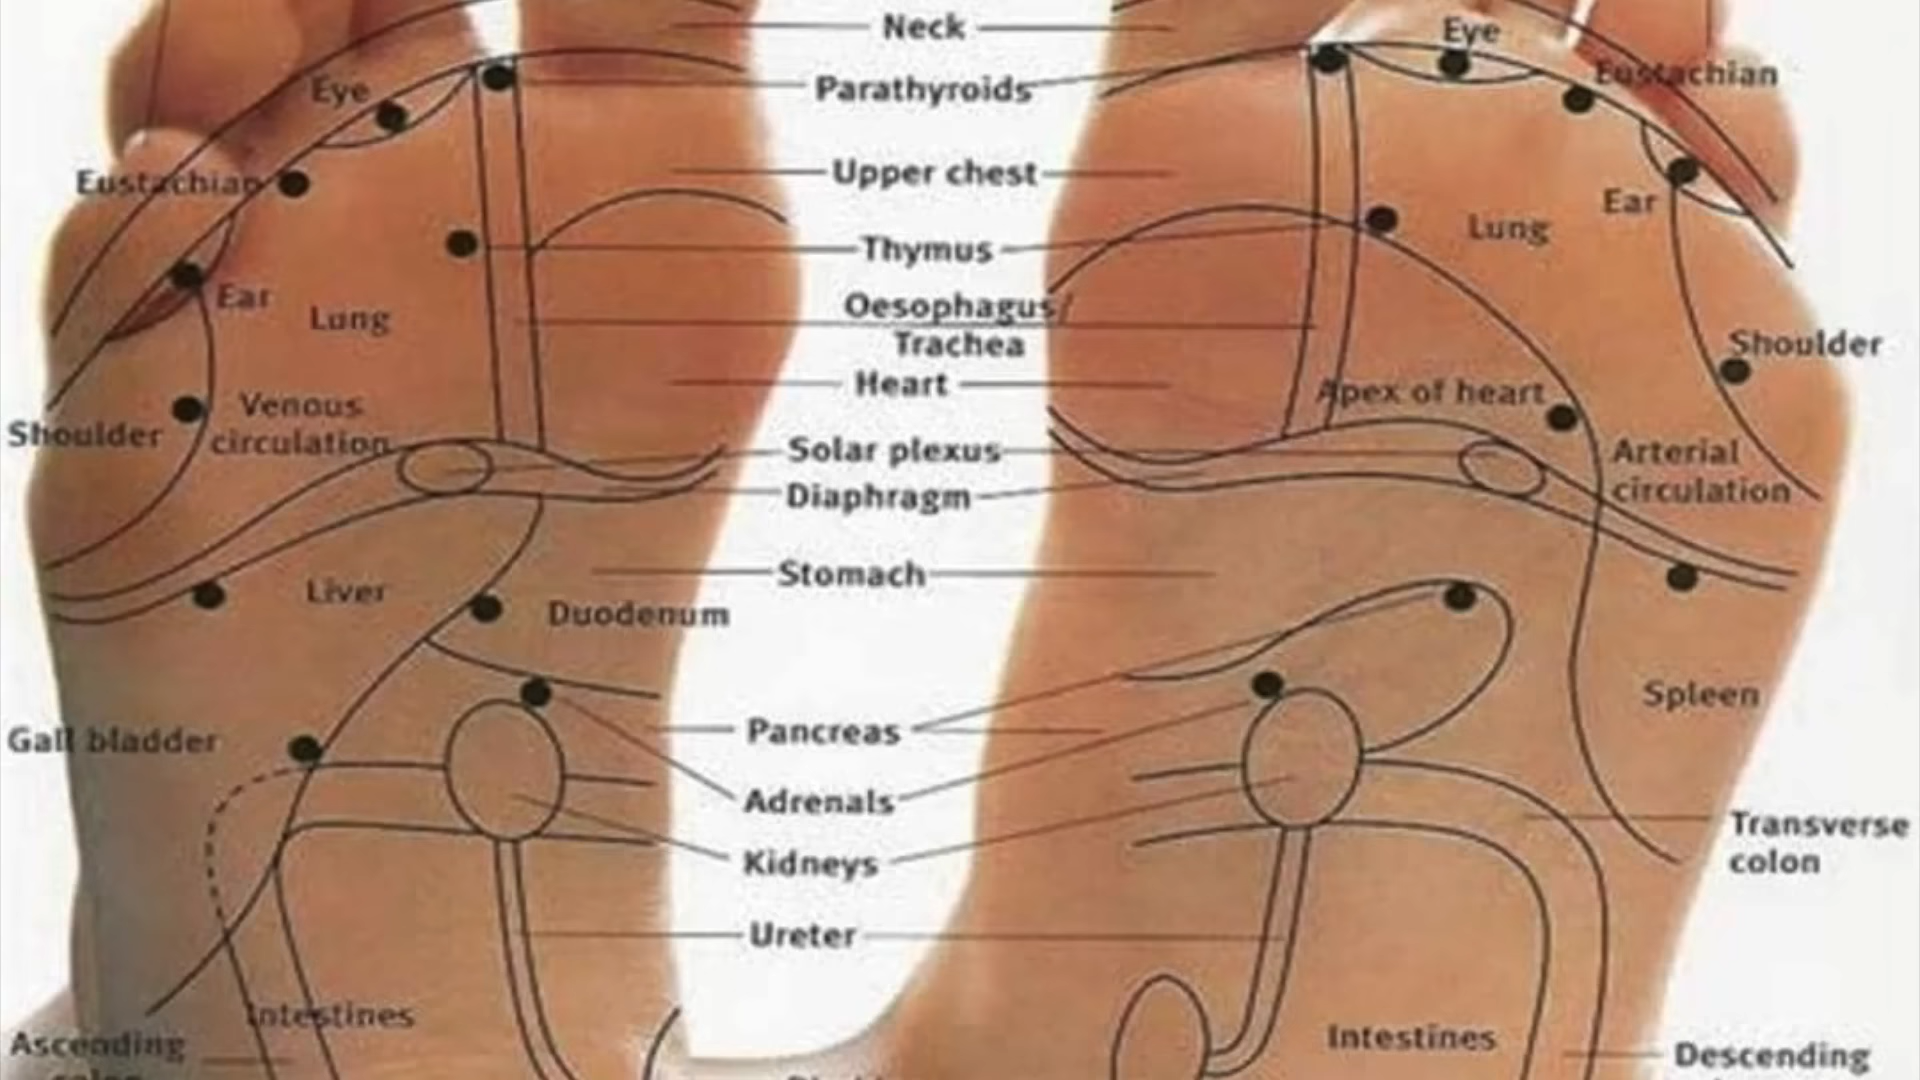 Neck
Eye
Parathyroids
Eye
Eustachian
Upper chest
Eustachian
Ear
Lung
Thymus
Ear
Lung
Oesophagus/
Trachea
Shoulder
Heart
Apex of heart
Venous
circulation
Shoulder
Solar plexus
Arterial
circulation
Diaphragm
Stomach
Liver
Duodenum
Spleen
Gall bladder
Pancreas
Adrenals
Transverse
colon
Kidneys
Ureter
Intestines
Intestines
Ascending
colon
Descending